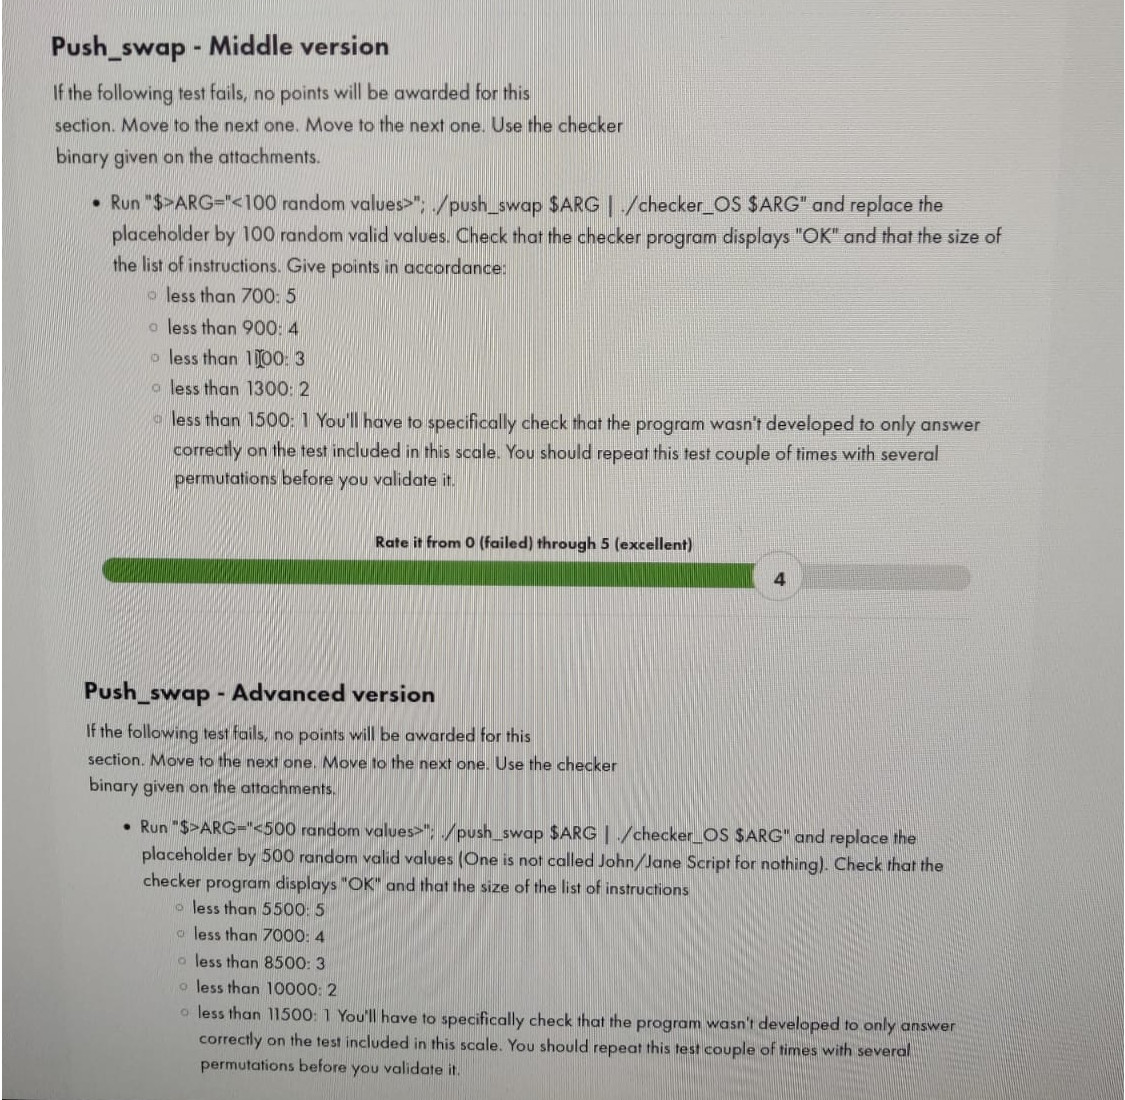 Push_swap - Middle version
If the following test fails, no points will be awarded for this
section. Move to the next one. Move to the next one. Use the checker
binary given on the attachments.
• Run "$>ARG="<100 random values>"; ./push_swap $ARG | ./checker_OS $ARG" and replace the
placeholder by 100 random valid values. Check that the checker program displays "OK" and that the size of
the list of instructions. Give points in accordance:
○ less than 700: 5
○ less than 900: 4
○ less than 1100: 3
○ less than 1300: 2
○ less than 1500: 1 You'll have to specifically check that the program wasn't developed to only answer
correctly on the test included in this scale. You should repeat this test couple of times with several
permutations before you validate it.
Rate it from 0 (failed) through 5 (excellent)
4
Push_swap - Advanced version
If the following test fails, no points will be awarded for this
section. Move to the next one. Move to the next one. Use the checker
binary given on the attachments.
• Run "$>ARG="<500 random values>"; ./push_swap $ARG | ./checker_OS $ARG" and replace the
placeholder by 500 random valid values (One is not called John/Jane Script for nothing). Check that the
checker program displays "OK" and that the size of the list of instructions
○ less than 5500: 5
○ less than 7000: 4
○ less than 8500: 3
○ less than 10000: 2
○ less than 11500: 1 You'll have to specifically check that the program wasn't developed to only answer
correctly on the test included in this scale. You should repeat this test couple of times with several
permutations before you validate it.